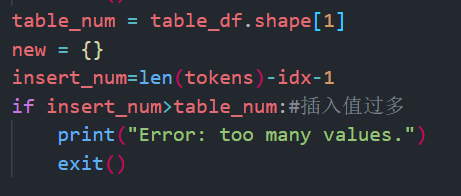 table_num = table_df.shape[1]
new = {}
insert_num=len(tokens)-idx-1
if insert_num>table_num:#插入值过多
    print("Error: too many values.")
    exit()